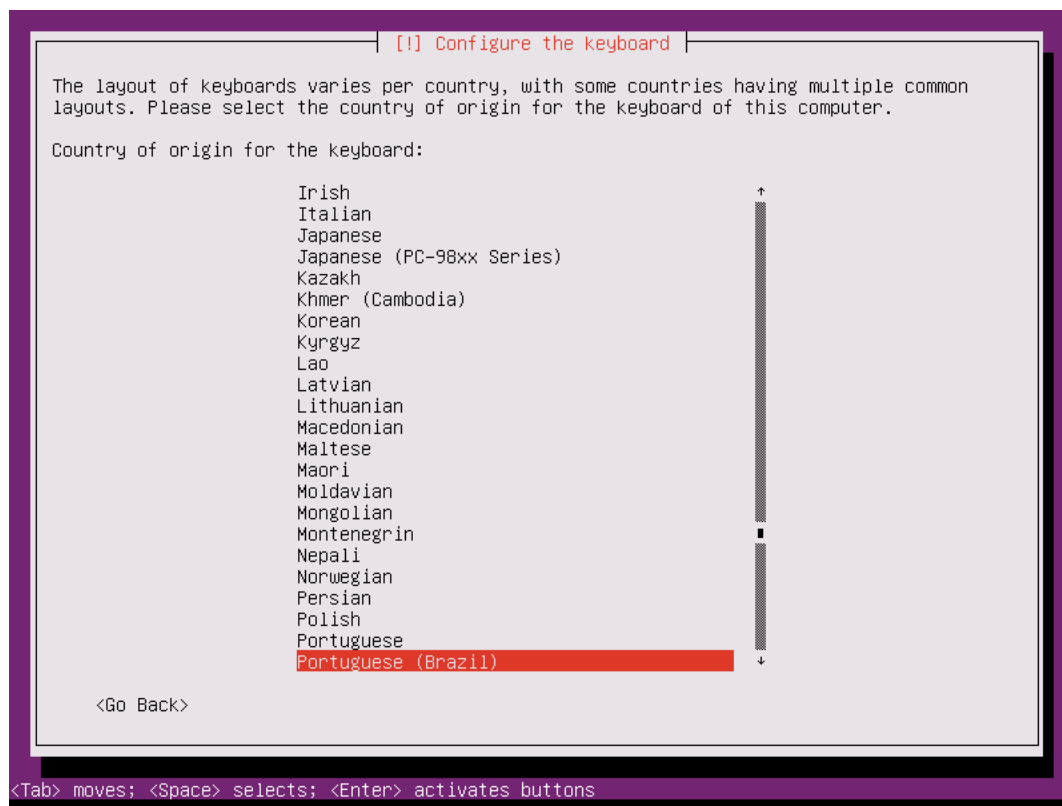 [!] Configure the keyboard
The layout of keyboards varies per country, with some countries having multiple common
layouts. Please select the country of origin for the keyboard of this computer.
Country of origin for the keyboard:
Irish
Italian
Japanese
Japanese (PC-98xx Series)
Kazakh
Khmer (Cambodia)
Korean
Kyrgyz
Lao
Latvian
Lithuanian
Macedonian
Maltese
Maori
Moldavian
Mongolian
Montenegrin
Nepali
Norwegian
Persian
Polish
Portuguese
Portuguese (Brazil)
<Go Back>
<Tab> moves; <Space> selects; <Enter> activates buttons